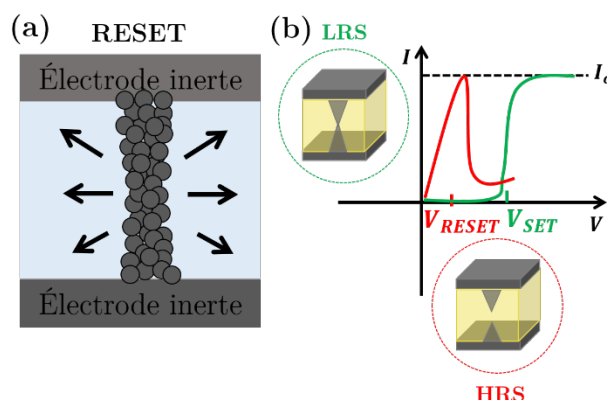 (a)
RESET
Électrode inerte
Électrode inerte
(b)
LRS
I
I
V_RESET
V_SET
V
HRS